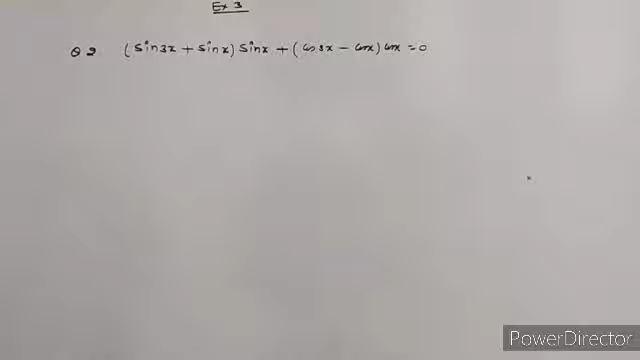 Ex 3
Q 2 (Sin3x + sinx) sinx + (cos3x - cosx) cosx = 0
PowerDirector